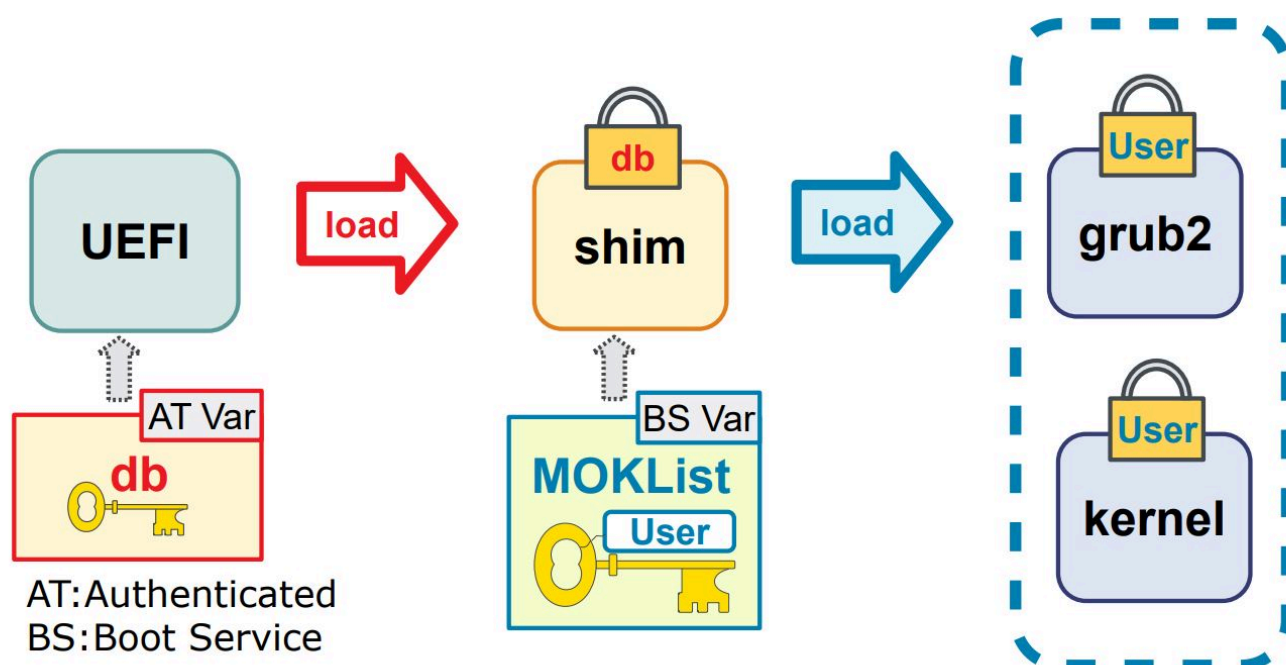 UEFI
load
db
shim
load
User
grub2
User
kernel
AT Var
db
BS Var
MOKList
User
AT:Authenticated
BS:Boot Service